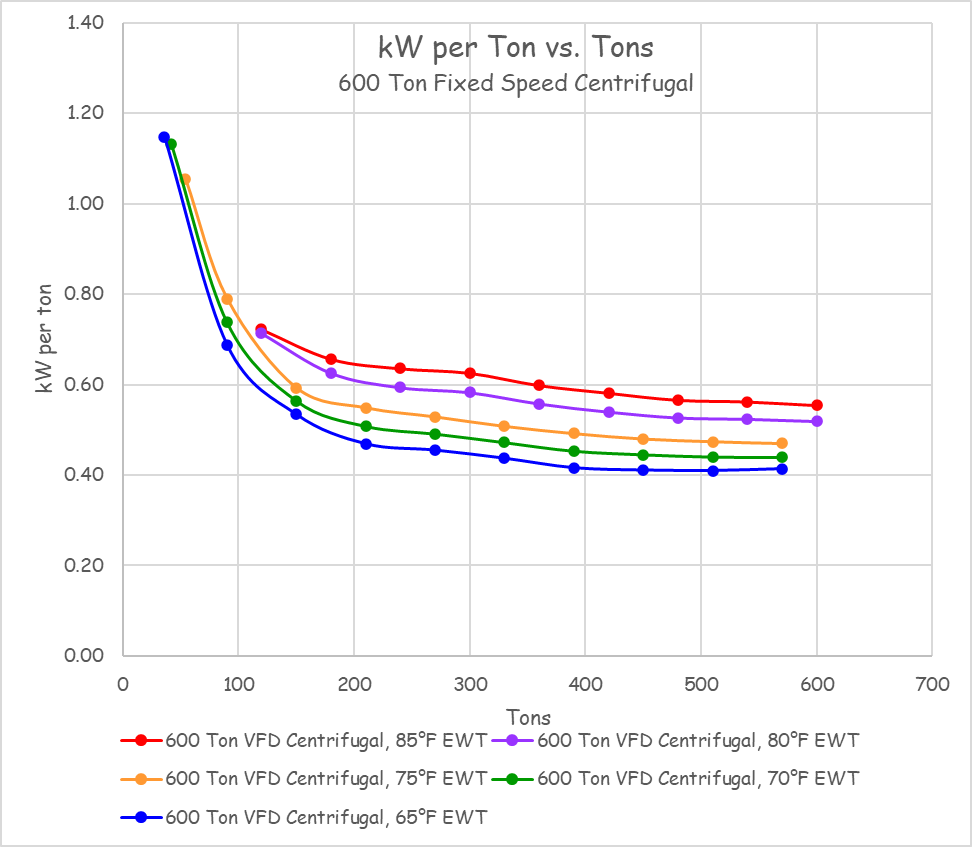 kW per Ton vs. Tons
600 Ton Fixed Speed Centrifugal
1.40
1.20
1.00
0.80
0.60
0.40
0.20
0.00
kW per ton
0 100 200 300 400 500 600 700
Tons
600 Ton VFD Centrifugal, 85°F EWT 600 Ton VFD Centrifugal, 80°F EWT
600 Ton VFD Centrifugal, 75°F EWT 600 Ton VFD Centrifugal, 70°F EWT
600 Ton VFD Centrifugal, 65°F EWT